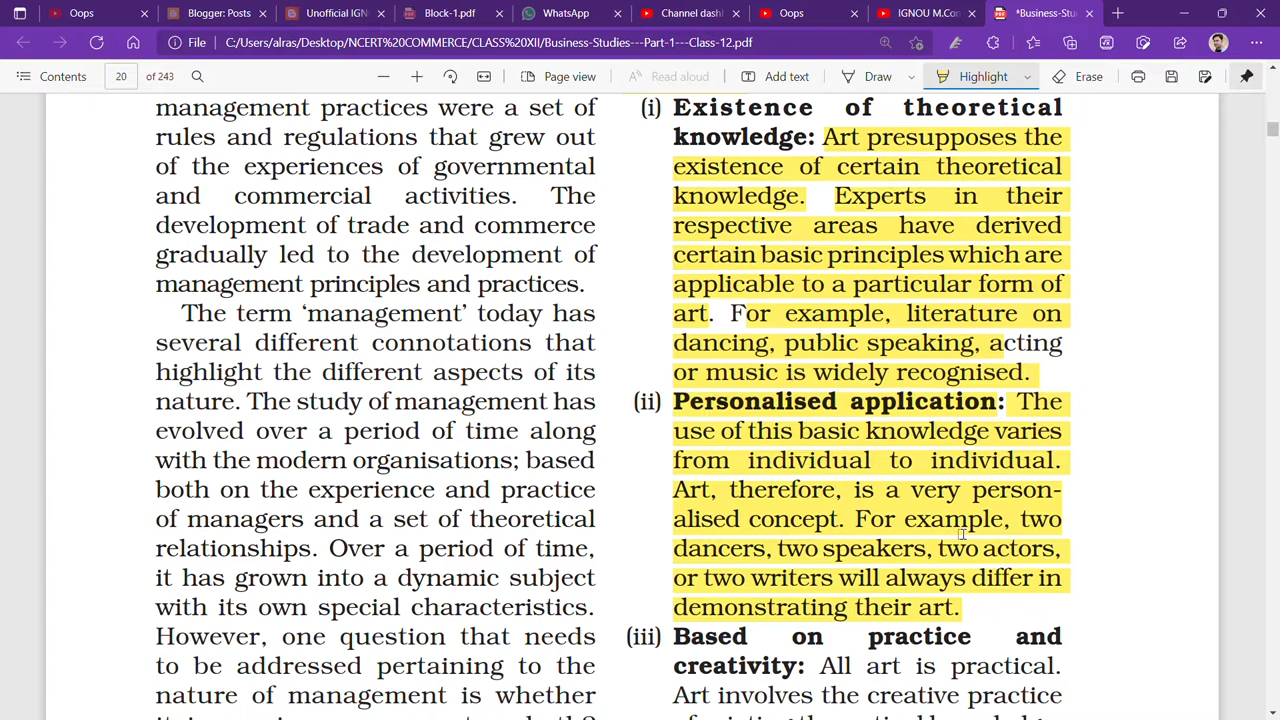 Oops
Blogger: Posts
Unofficial IGN
Block-1.pdf
WhatsApp
Channel dash
Oops
IGNOU M.Con
*Business-Stu
File
C:/Users/alras/Desktop/NCERT%20COMMERCE/CLASS%20XII/Business-Studies---Part-1---Class-12.pdf
Contents
20
of 243
Page view
Read aloud
Add text
Draw
Highlight
Erase
management practices were a set of
rules and regulations that grew out
of the experiences of governmental
and commercial activities. The
development of trade and commerce
gradually led to the development of
management principles and practices.
The term ‘management’ today has
several different connotations that
highlight the different aspects of its
nature. The study of management has
evolved over a period of time along
with the modern organisations; based
both on the experience and practice
of managers and a set of theoretical
relationships. Over a period of time,
it has grown into a dynamic subject
with its own special characteristics.
However, one question that needs
to be addressed pertaining to the
nature of management is whether
(i) Existence of theoretical
knowledge: Art presupposes the
existence of certain theoretical
knowledge. Experts in their
respective areas have derived
certain basic principles which are
applicable to a particular form of
art. For example, literature on
dancing, public speaking, acting
or music is widely recognised.
(ii) Personalised application: The
use of this basic knowledge varies
from individual to individual.
Art, therefore, is a very person-
alised concept. For example, two
dancers, two speakers, two actors,
or two writers will always differ in
demonstrating their art.
(iii) Based on practice and
creativity: All art is practical.
Art involves the creative practice